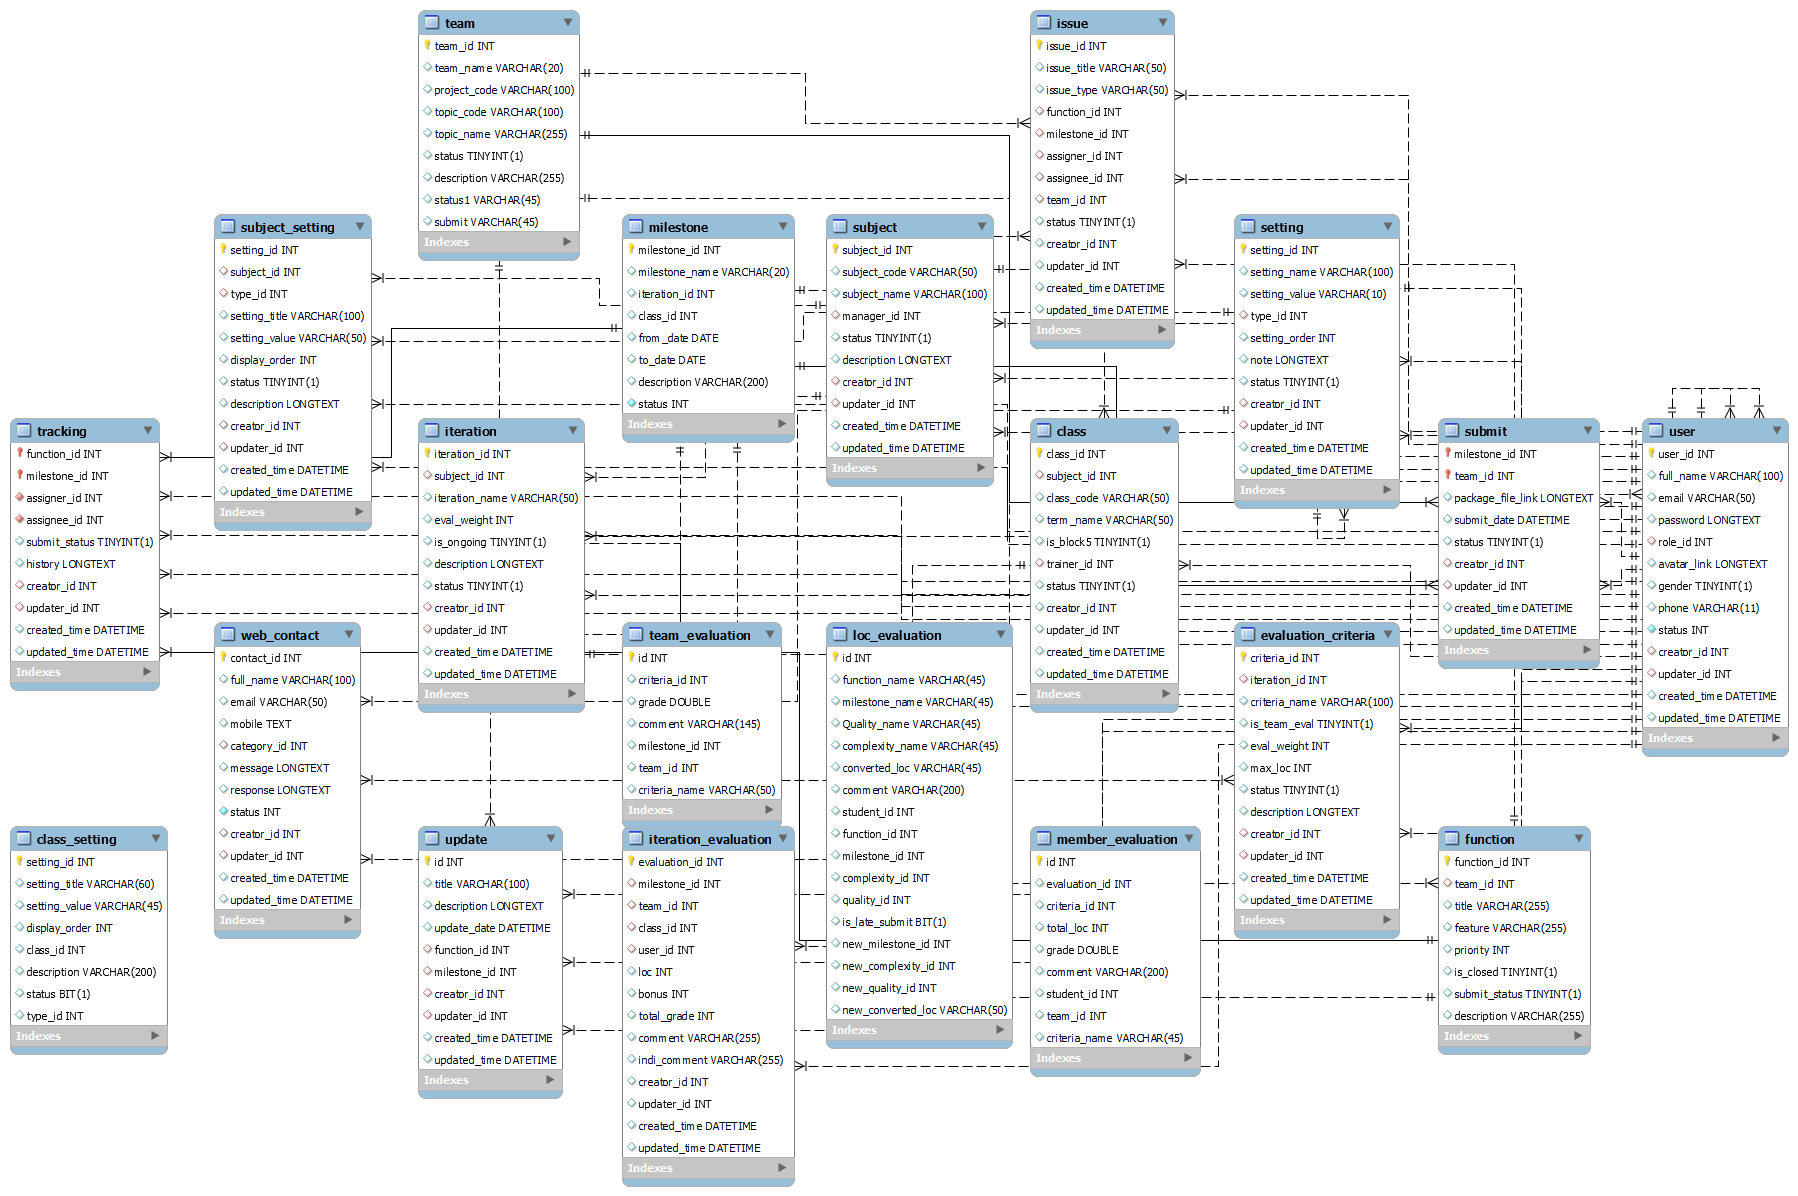 team
team_id INT
team_name VARCHAR(20)
project_code VARCHAR(100)
topic_code VARCHAR(100)
topic_name VARCHAR(255)
status TINYINT(1)
description VARCHAR(255)
status1 VARCHAR(45)
submit VARCHAR(45)
Indexes
issue
issue_id INT
issue_title VARCHAR(50)
issue_type VARCHAR(50)
function_id INT
milestone_id INT
assigner_id INT
assignee_id INT
team_id INT
status TINYINT(1)
creator_id INT
updater_id INT
created_time DATETIME
updated_time DATETIME
Indexes
subject_setting
setting_id INT
subject_id INT
type_id INT
setting_title VARCHAR(100)
setting_value VARCHAR(50)
display_order INT
status TINYINT(1)
description LONGTEXT
creator_id INT
updater_id INT
created_time DATETIME
updated_time DATETIME
Indexes
milestone
milestone_id INT
milestone_name VARCHAR(20)
iteration_id INT
class_id INT
from_date DATE
to_date DATE
description VARCHAR(200)
status INT
Indexes
subject
subject_id INT
subject_code VARCHAR(50)
subject_name VARCHAR(100)
manager_id INT
status TINYINT(1)
description LONGTEXT
creator_id INT
updater_id INT
created_time DATETIME
updated_time DATETIME
Indexes
setting
setting_id INT
setting_name VARCHAR(100)
setting_value VARCHAR(10)
type_id INT
setting_order INT
note LONGTEXT
status TINYINT(1)
creator_id INT
updater_id INT
created_time DATETIME
updated_time DATETIME
Indexes
tracking
function_id INT
milestone_id INT
assigner_id INT
assignee_id INT
submit_status TINYINT(1)
history LONGTEXT
creator_id INT
updater_id INT
created_time DATETIME
updated_time DATETIME
Indexes
iteration
iteration_id INT
subject_id INT
iteration_name VARCHAR(50)
eval_weight INT
is_ongoing TINYINT(1)
description LONGTEXT
status TINYINT(1)
creator_id INT
updater_id INT
created_time DATETIME
updated_time DATETIME
Indexes
class
class_id INT
subject_id INT
class_code VARCHAR(50)
term_name VARCHAR(50)
is_block5 TINYINT(1)
trainer_id INT
status TINYINT(1)
creator_id INT
updater_id INT
created_time DATETIME
updated_time DATETIME
Indexes
submit
milestone_id INT
team_id INT
package_file_link LONGTEXT
submit_date DATETIME
status TINYINT(1)
creator_id INT
updater_id INT
created_time DATETIME
updated_time DATETIME
Indexes
user
user_id INT
full_name VARCHAR(100)
email VARCHAR(50)
password LONGTEXT
role_id INT
avatar_link LONGTEXT
gender TINYINT(1)
phone VARCHAR(11)
status INT
creator_id INT
updater_id INT
created_time DATETIME
updated_time DATETIME
Indexes
web_contact
contact_id INT
full_name VARCHAR(100)
email VARCHAR(50)
mobile TEXT
category_id INT
message LONGTEXT
response LONGTEXT
status INT
creator_id INT
updater_id INT
created_time DATETIME
updated_time DATETIME
Indexes
team_evaluation
id INT
criteria_id INT
grade DOUBLE
comment VARCHAR(145)
milestone_id INT
team_id INT
criteria_name VARCHAR(50)
Indexes
loc_evaluation
id INT
function_name VARCHAR(45)
milestone_name VARCHAR(45)
Quality_name VARCHAR(45)
complexity_name VARCHAR(45)
converted_loc VARCHAR(45)
comment VARCHAR(200)
student_id INT
function_id INT
milestone_id INT
complexity_id INT
quality_id INT
is_late_submit BIT(1)
new_milestone_id INT
new_complexity_id INT
new_quality_id INT
new_converted_loc VARCHAR(50)
Indexes
evaluation_criteria
criteria_id INT
iteration_id INT
criteria_name VARCHAR(100)
is_team_eval TINYINT(1)
eval_weight INT
max_loc INT
status TINYINT(1)
description LONGTEXT
creator_id INT
updater_id INT
created_time DATETIME
updated_time DATETIME
Indexes
class_setting
setting_id INT
setting_title VARCHAR(60)
setting_value VARCHAR(45)
display_order INT
class_id INT
description VARCHAR(200)
status BIT(1)
type_id INT
Indexes
update
id INT
title VARCHAR(100)
description LONGTEXT
update_date DATETIME
function_id INT
milestone_id INT
creator_id INT
updater_id INT
created_time DATETIME
updated_time DATETIME
Indexes
iteration_evaluation
evaluation_id INT
milestone_id INT
team_id INT
class_id INT
user_id INT
loc INT
bonus INT
total_grade INT
comment VARCHAR(255)
indi_comment VARCHAR(255)
creator_id INT
updater_id INT
created_time DATETIME
updated_time DATETIME
Indexes
member_evaluation
id INT
evaluation_id INT
criteria_id INT
total_loc INT
grade DOUBLE
comment VARCHAR(200)
student_id INT
team_id INT
criteria_name VARCHAR(45)
Indexes
function
function_id INT
team_id INT
title VARCHAR(255)
feature VARCHAR(255)
priority INT
is_closed TINYINT(1)
submit_status TINYINT(1)
description VARCHAR(255)
Indexes